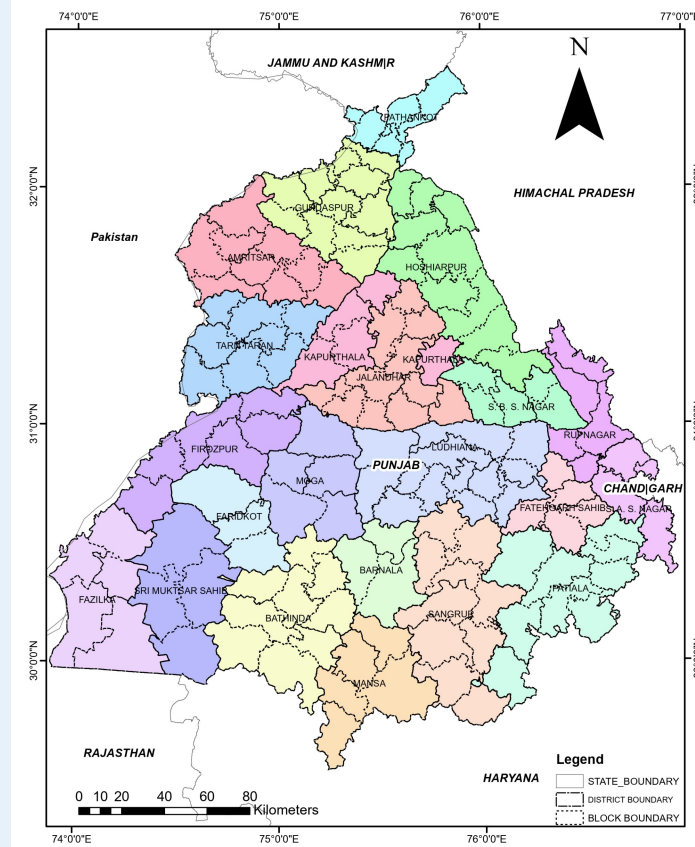 74°0'0"E 75°0'0"E 76°0'0"E 77°0'0"E
N
JAMMU AND KASHMIR
PATHANKOT
32°0'0"N
HIMACHAL PRADESH
GURDASPUR
Pakistan
AMRITSAR
HOSHIARPUR
TARN TARAN
KAPURTHALA
KAPURTHALA
JALANDHAR
S. B. S. NAGAR
31°0'0"N
RUPNAGAR
FIROZPUR
LUDHIANA
PUNJAB
MOGA
CHANDIGARH
FATEHGARH SAHIB
S. A. S. NAGAR
FARIDKOT
BARNALA
PATIALA
SRI MUKTSAR SAHIB
FAZILKA
SANGRUR
BATHINDA
30°0'0"N
MANSA
RAJASTHAN
HARYANA
Legend
STATE_BOUNDARY
DISTRICT BOUNDARY
BLOCK BOUNDARY
0 10 20 40 60 80
Kilometers
74°0'0"E 75°0'0"E 76°0'0"E